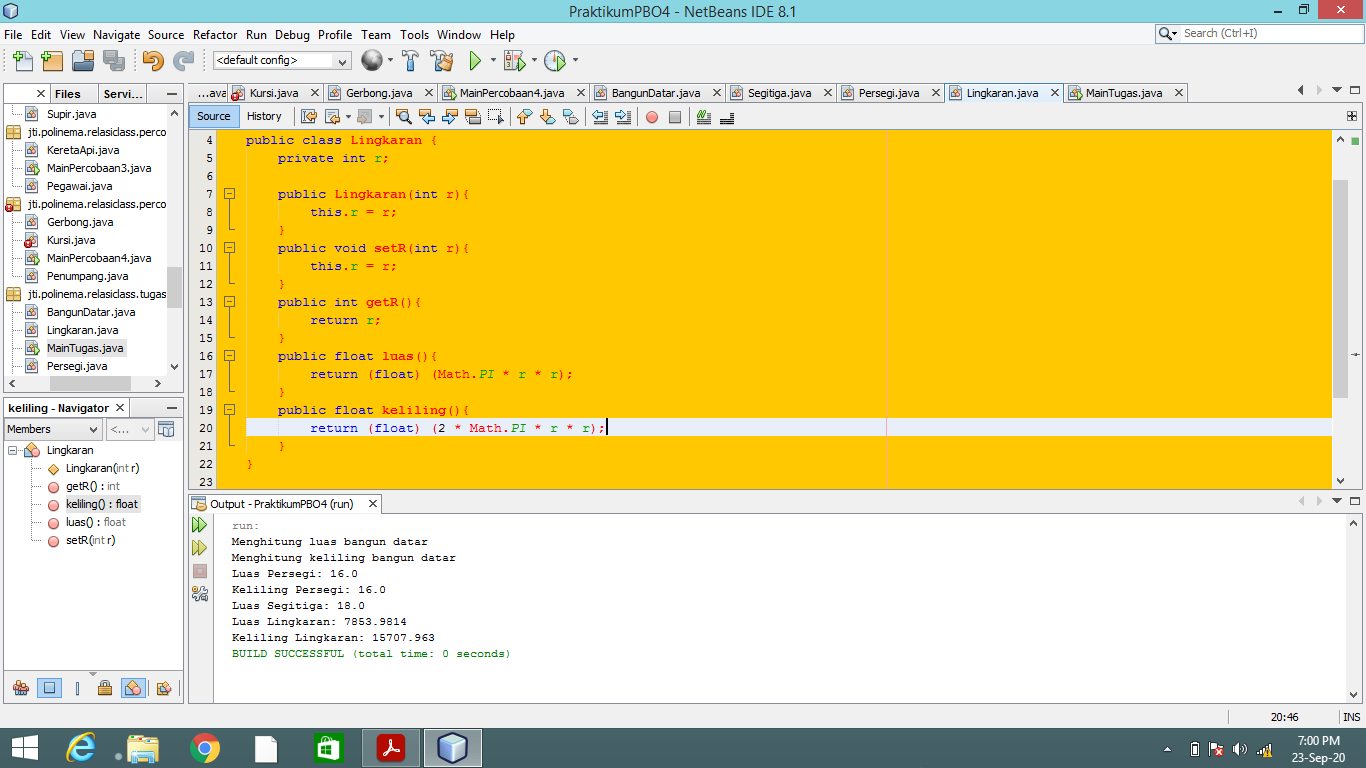 PraktikumPBO4 - NetBeans IDE 8.1
File Edit View Navigate Source Refactor Run Debug Profile Team Tools Window Help
Search (Ctrl+I)
<default config>
Files Servi...
...ava Kursi.java Gerbong.java MainPercobaan4.java BangunDatar.java Segitiga.java Persegi.java Lingkaran.java MainTugas.java
Source History
Supir.java
jti.polinema.relasiclass.perco
KeretaApi.java
MainPercobaan3.java
Pegawai.java
jti.polinema.relasiclass.perco
Gerbong.java
Kursi.java
MainPercobaan4.java
Penumpang.java
jti.polinema.relasiclass.tugas
BangunDatar.java
Lingkaran.java
MainTugas.java
Persegi.java
keliling - Navigator
Members <...
Lingkaran
Lingkaran(int r)
getR() : int
keliling() : float
luas() : float
setR(int r)
4 public class Lingkaran {
5 private int r;
6
7 public Lingkaran(int r){
8 this.r = r;
9 }
10 public void setR(int r){
11 this.r = r;
12 }
13 public int getR(){
14 return r;
15 }
16 public float luas(){
17 return (float) (Math.PI * r * r);
18 }
19 public float keliling(){
20 return (float) (2 * Math.PI * r * r);
21 }
22 }
23
Output - PraktikumPBO4 (run)
run:
Menghitung luas bangun datar
Menghitung keliling bangun datar
Luas Persegi: 16.0
Keliling Persegi: 16.0
Luas Segitiga: 18.0
Luas Lingkaran: 7853.9814
Keliling Lingkaran: 15707.963
BUILD SUCCESSFUL (total time: 0 seconds)
20:46 INS
7:00 PM
23-Sep-20